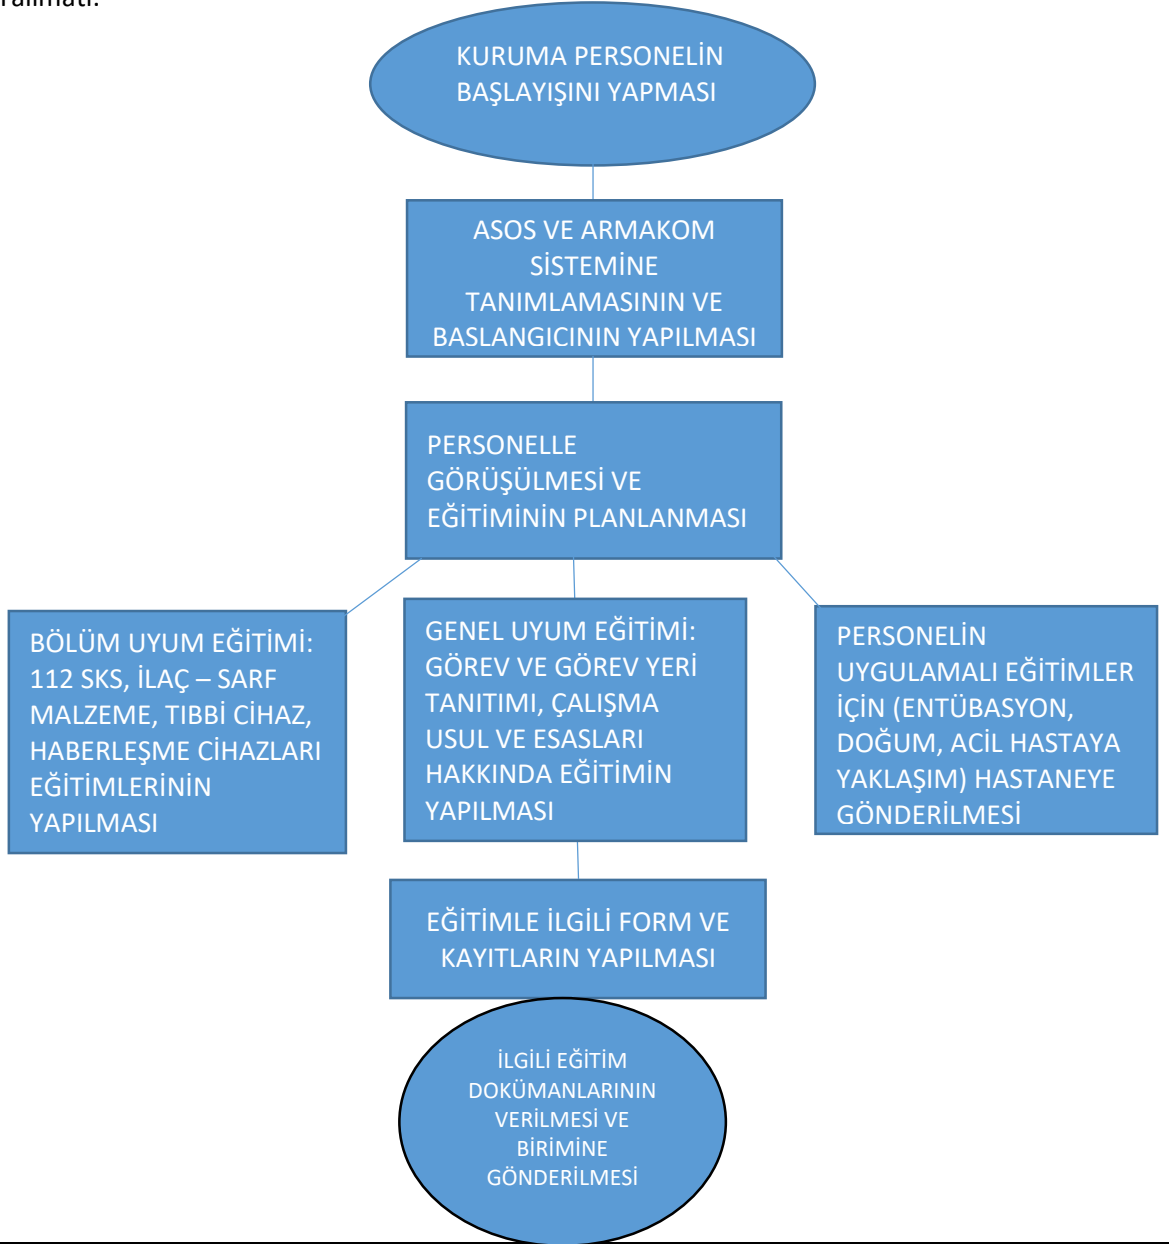 Talimatı.
KURUMA PERSONELİN
BAŞLAYIŞINI YAPMASI
ASOS VE ARMAKOM
SİSTEMİNE
TANIMLAMASININ VE
BASLANGICININ YAPILMASI
PERSONELLE
GÖRÜŞÜLMESİ VE
EĞİTİMİNİN PLANLANMASI
BÖLÜM UYUM EĞİTİMİ:
112 SKS, İLAÇ – SARF
MALZEME, TIBBİ CİHAZ,
HABERLEŞME CİHAZLARI
EĞİTİMLERİNİN
YAPILMASI
GENEL UYUM EĞİTİMİ:
GÖREV VE GÖREV YERİ
TANITIMI, ÇALIŞMA
USUL VE ESASLARI
HAKKINDA EĞİTİMİN
YAPILMASI
PERSONELİN
UYGULAMALI EĞİTİMLER
İÇİN (ENTÜBASYON,
DOĞUM, ACİL HASTAYA
YAKLAŞIM) HASTANEYE
GÖNDERİLMESİ
EĞİTİMLE İLGİLİ FORM VE
KAYITLARIN YAPILMASI
İLGİLİ EĞİTİM
DOKÜMANLARININ
VERİLMESİ VE
BİRİMİNE
GÖNDERİLMESİ